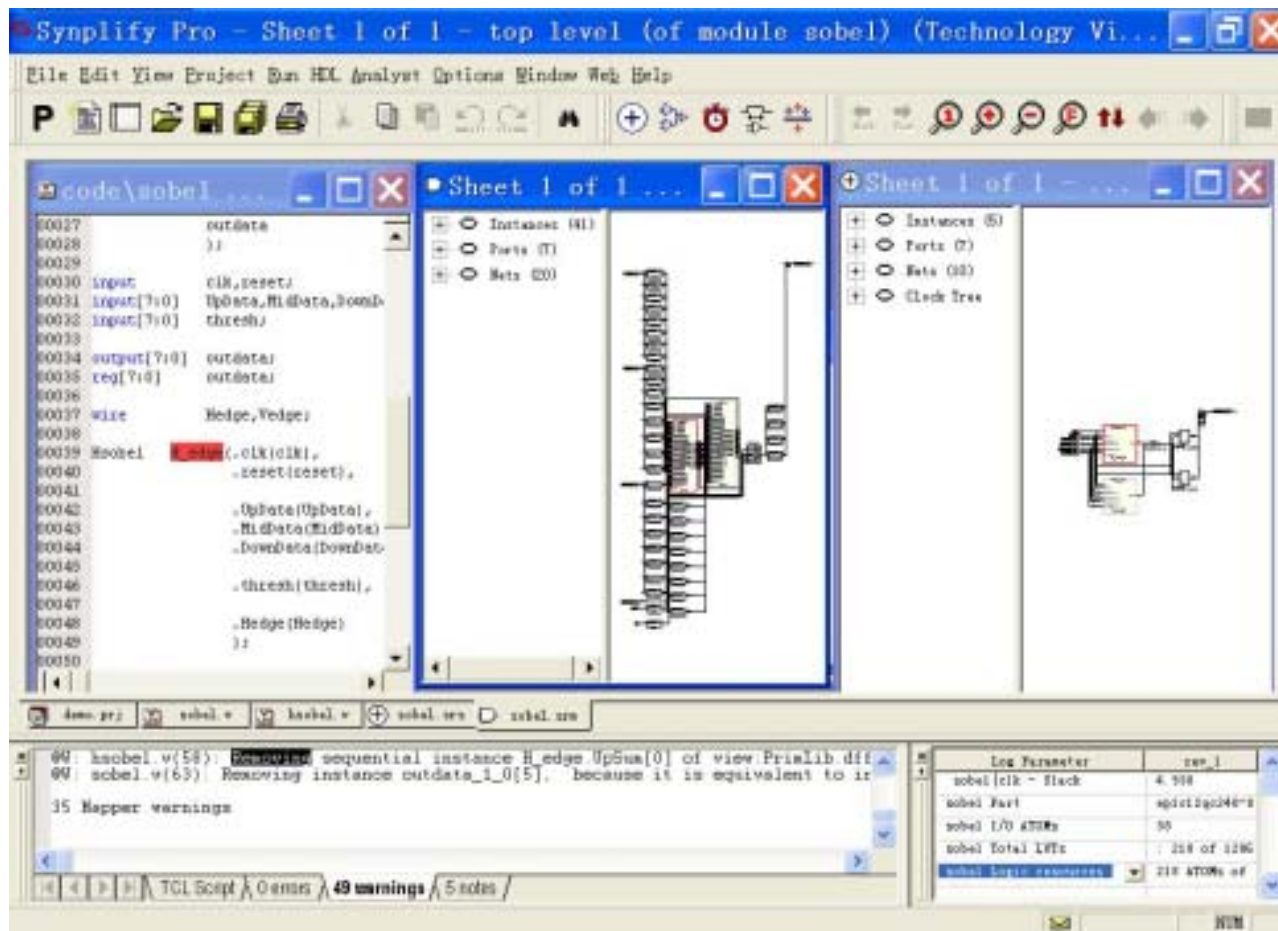 Synplify Pro - Sheet 1 of 1 - top level (of module sobel) (Technology Vi...
File Edit View Project Run HDL Analyst Options Window Web Help
code\sobel ...
00027 outdata
00028 );
00029
00030 input clk,reset;
00031 input[7:0] UpData,MidData,DownD
00032 input[7:0] thresh;
00033
00034 output[7:0] outdata;
00035 reg[7:0] outdata;
00036
00037 wire Hedge,Vedge;
00038
00039 Hsobel H_edge(.clk(clk),
00040 .reset(reset),
00041
00042 .UpData(UpData),
00043 .MidData(MidData)
00044 .DownData(DownDat
00045
00046 .thresh(thresh),
00047
00048 .Hedge(Hedge)
00049 );
00050
Sheet 1 of 1 ...
Instances (41)
Ports (7)
Nets (20)
Sheet 1 of 1 - ...
Instances (5)
Ports (7)
Nets (10)
Clock Tree
demo.prj sobel.v hsobel.v sobel.srs sobel.srm
@W: hsobel.v(58): Removing sequential instance H_edge.UpSum[0] of view:PrimLib.dff
@W: sobel.v(63): Removing instance outdata_1_0[5], because it is equivalent to ir
35 Mapper warnings
TCL Script 0 errors 49 warnings 5 notes
Log Parameter rev_1
sobel|clk - Slack
sobel Part
sobel I/O ATOMs
sobel Total LUTs
sobel Logic resources 218 ATOMs of
NUM